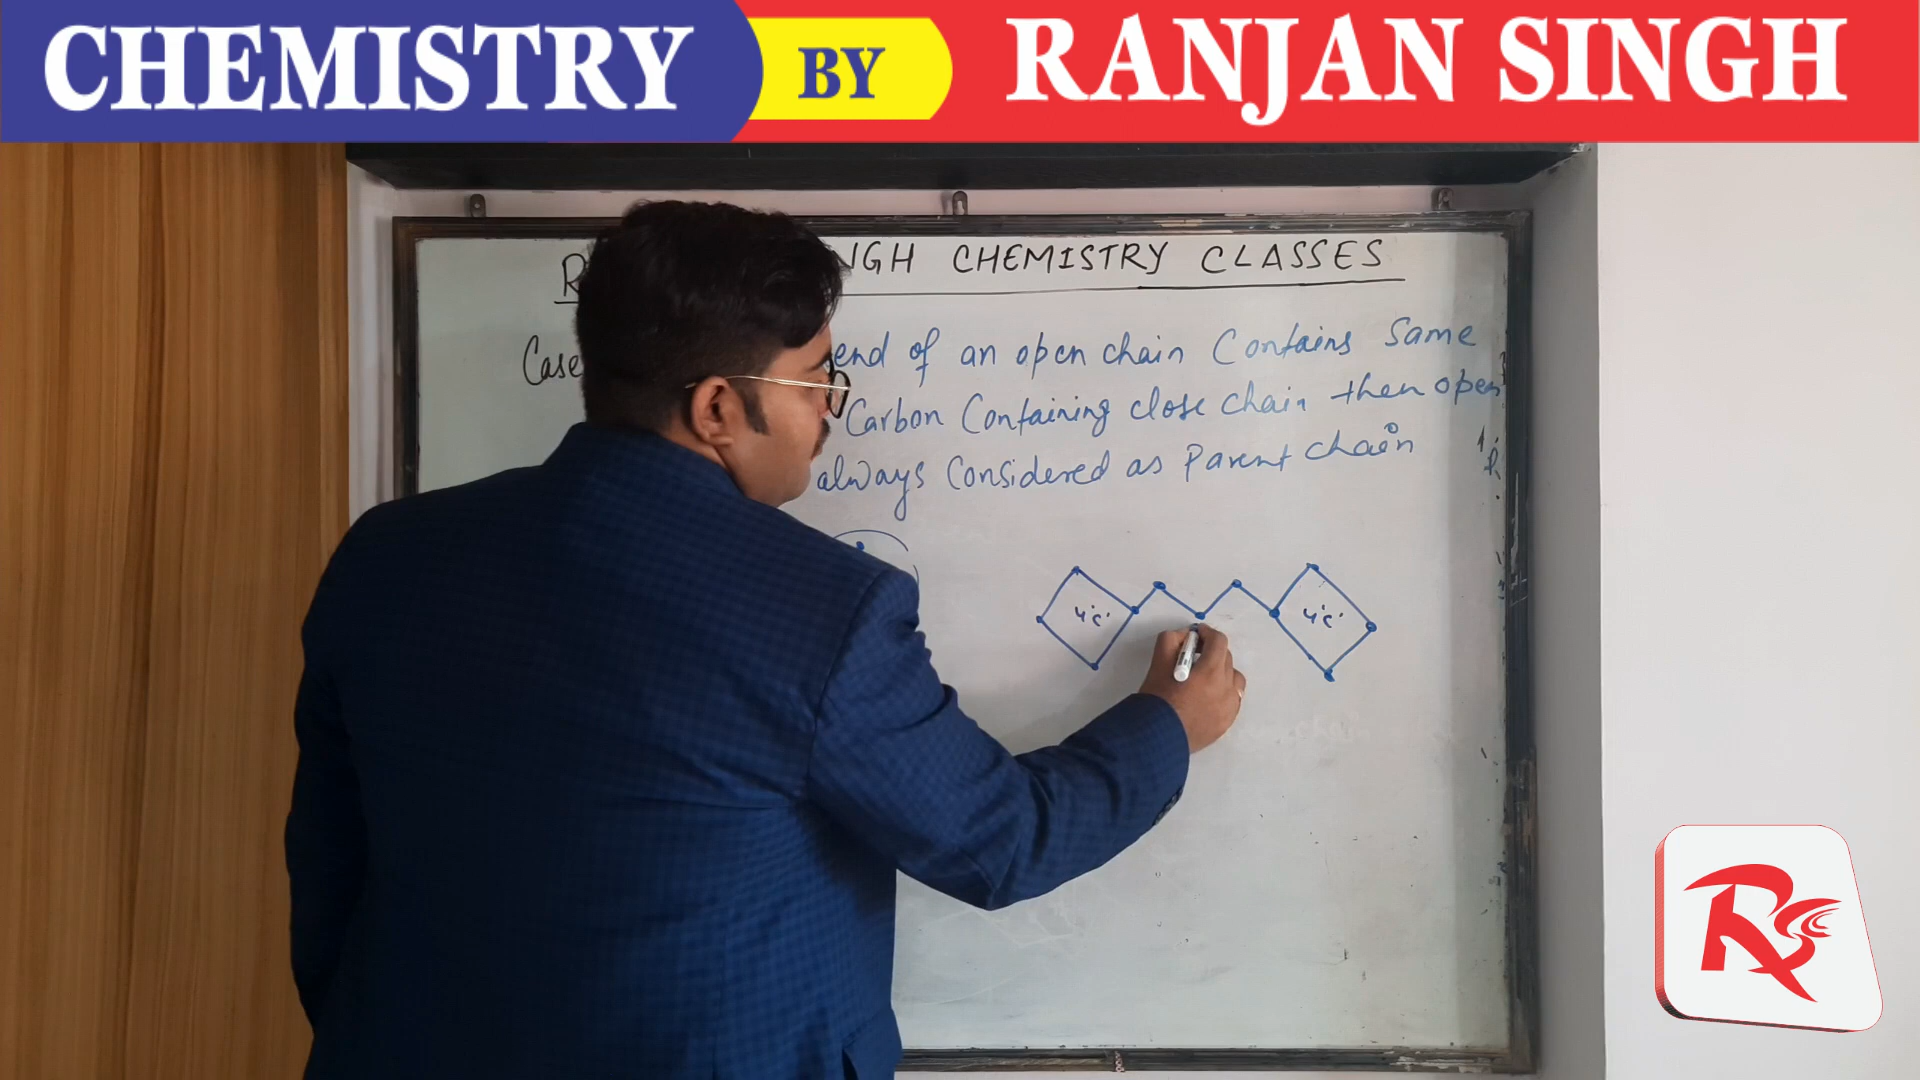 CHEMISTRY BY RANJAN SINGH
R NGH CHEMISTRY CLASSES
Case end of an open chain Contains Same
Carbon Containing close chain then open
always Considered as Parent chain
4'c' 4'c'